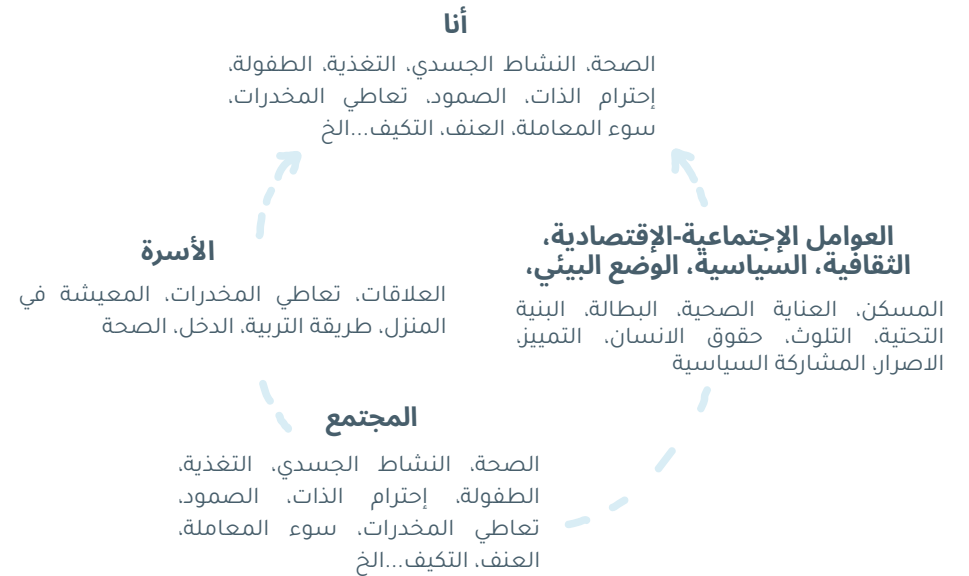 أنا
الصحة، النشاط الجسدي، التغذية، الطفولة،
إحترام الذات، الصمود، تعاطي المخدرات،
سوء المعاملة، العنف، التكيف...الخ
العوامل الإجتماعية-الإقتصادية،
الثقافية، السياسية، الوضع البيئي،
المسكن، العناية الصحية، البطالة، البنية
التحتية، التلوث، حقوق الانسان، التمييز،
الاصرار، المشاركة السياسية
الأسرة
العلاقات، تعاطي المخدرات، المعيشة في
المنزل، طريقة التربية، الدخل، الصحة
المجتمع
الصحة، النشاط الجسدي، التغذية،
الطفولة، إحترام الذات، الصمود،
تعاطي المخدرات، سوء المعاملة،
العنف، التكيف...الخ